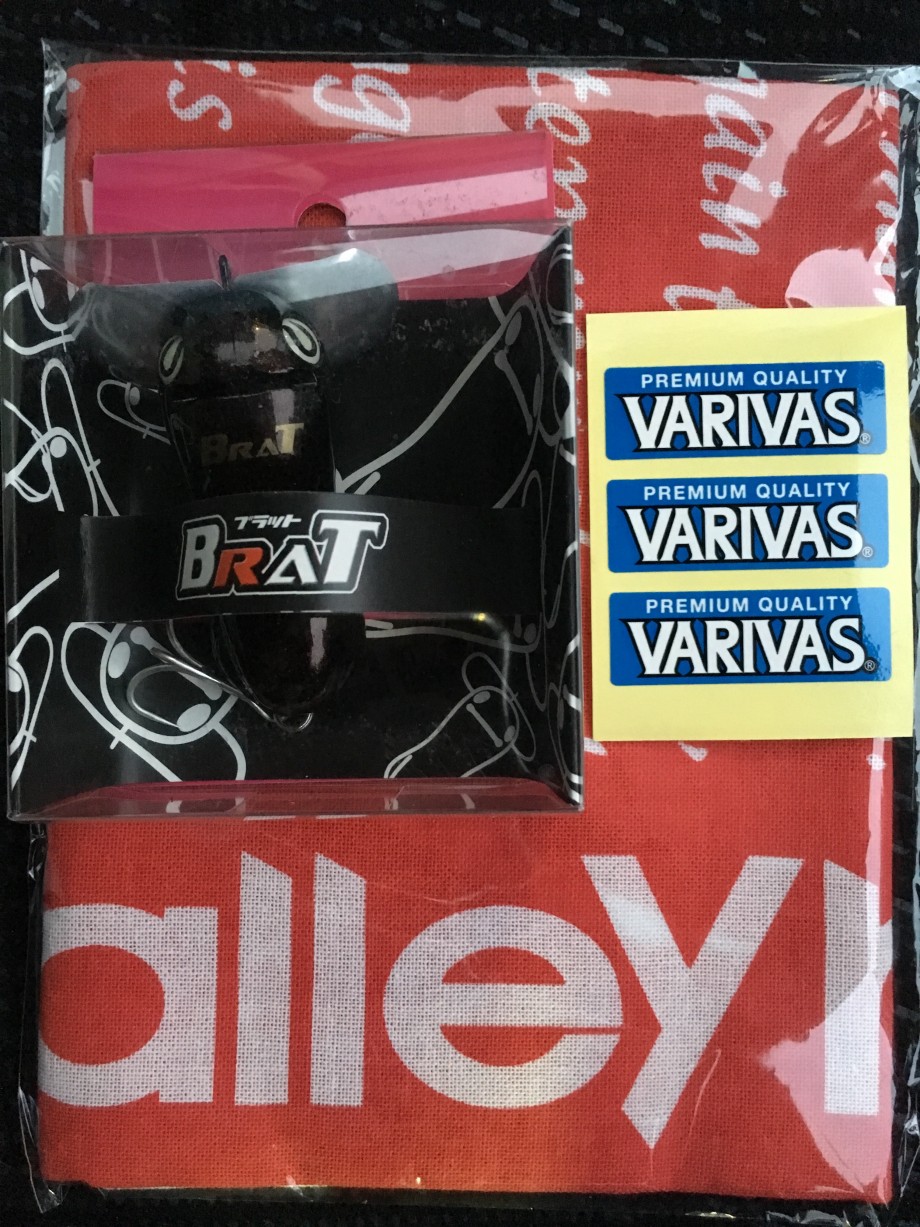 BRAT
ブラット
BRAT
PREMIUM QUALITY
VARIVAS®
PREMIUM QUALITY
VARIVAS®
PREMIUM QUALITY
VARIVAS®
alley